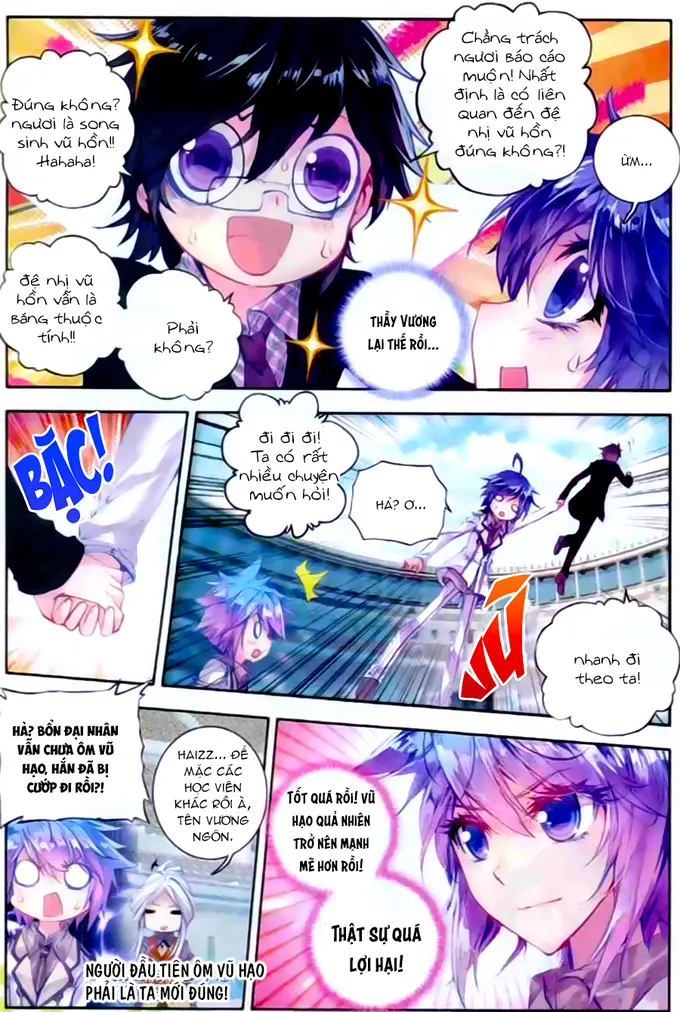 Chẳng trách
ngươi báo cáo
muộn! Nhất
định là có liên
quan đến đệ
nhị vũ hồn
đúng không?!
Đúng không?
ngươi là song
sinh vũ hồn!!
Hahaha!
ỪM...
đệ nhị vũ
hồn vẫn là
băng thuộc
tính!!
Phải
không?
THẦY VƯƠNG
LẠI THẾ RỒI...
BẶC!
đi đi đi!
Ta có rất
nhiều chuyện
muốn hỏi!
HẢ? Ơ...
VŨ
nhanh đi
theo ta!
HẢ? BỔN ĐẠI NHÂN
VẪN CHƯA ÔM VŨ
HẠO, HẮN ĐÃ BỊ
CƯỚP ĐI RỒI?!
HAIZZ... ĐỂ
MẶC CÁC
HỌC VIÊN
KHÁC RỒI À,
TÊN VƯƠNG
NGÔN.
NGƯỜI ĐẦU TIÊN ÔM VŨ HẠO
PHẢI LÀ TA MỚI ĐÚNG!
TỐT QUÁ RỒI! VŨ
HẠO QUẢ NHIÊN
TRỞ NÊN MẠNH
MẼ HƠN RỒI!
THẬT SỰ QUÁ
LỢI HẠI!